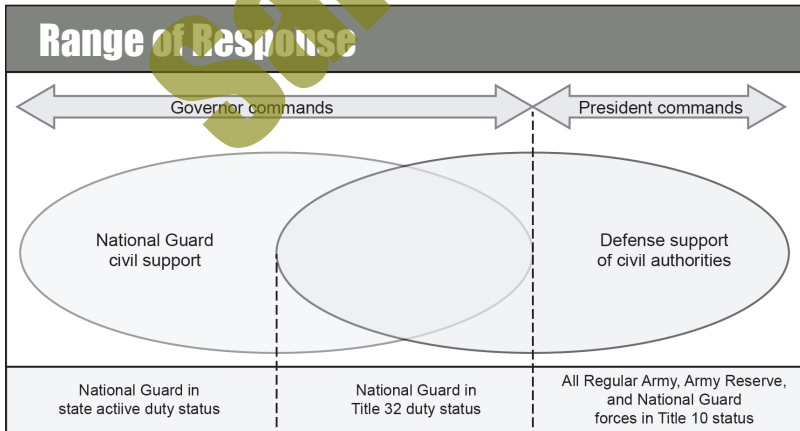 Range of Response
Governor commands
President commands
National Guard
civil support
Defense support
of civil authorities
National Guard in
state actiive duty status
National Guard in
Title 32 duty status
All Regular Army, Army Reserve,
and National Guard
forces in Title 10 status